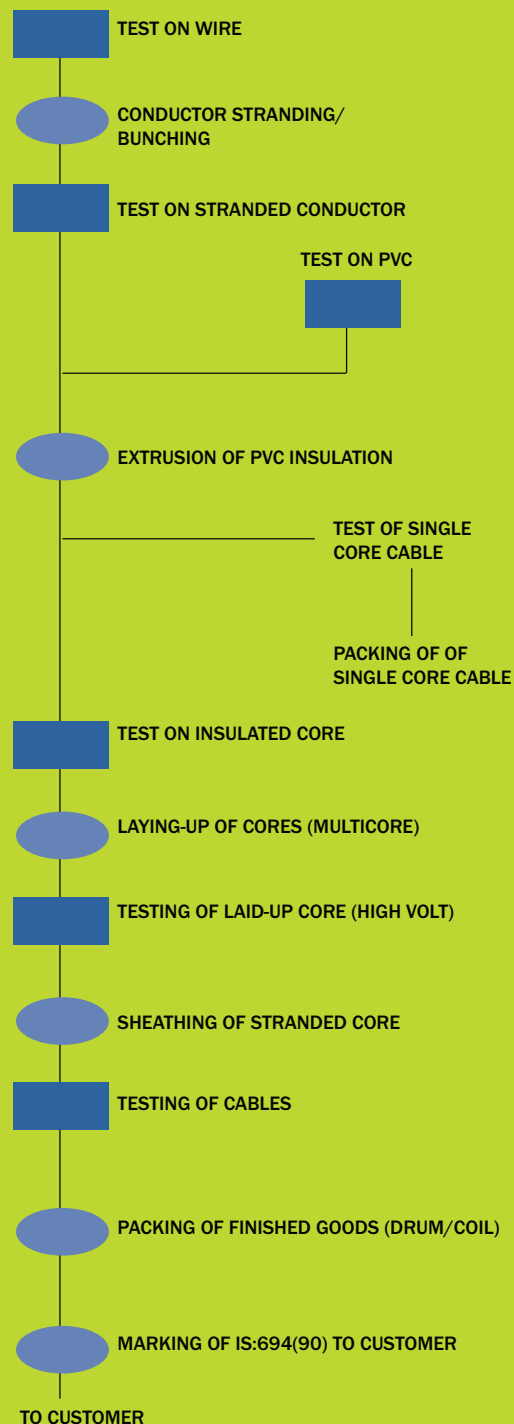 TEST ON WIRE
CONDUCTOR STRANDING/
BUNCHING
TEST ON STRANDED CONDUCTOR
TEST ON PVC
EXTRUSION OF PVC INSULATION
TEST OF SINGLE
CORE CABLE
PACKING OF OF
SINGLE CORE CABLE
TEST ON INSULATED CORE
LAYING-UP OF CORES (MULTICORE)
TESTING OF LAID-UP CORE (HIGH VOLT)
SHEATHING OF STRANDED CORE
TESTING OF CABLES
PACKING OF FINISHED GOODS (DRUM/COIL)
MARKING OF IS:694(90) TO CUSTOMER
TO CUSTOMER